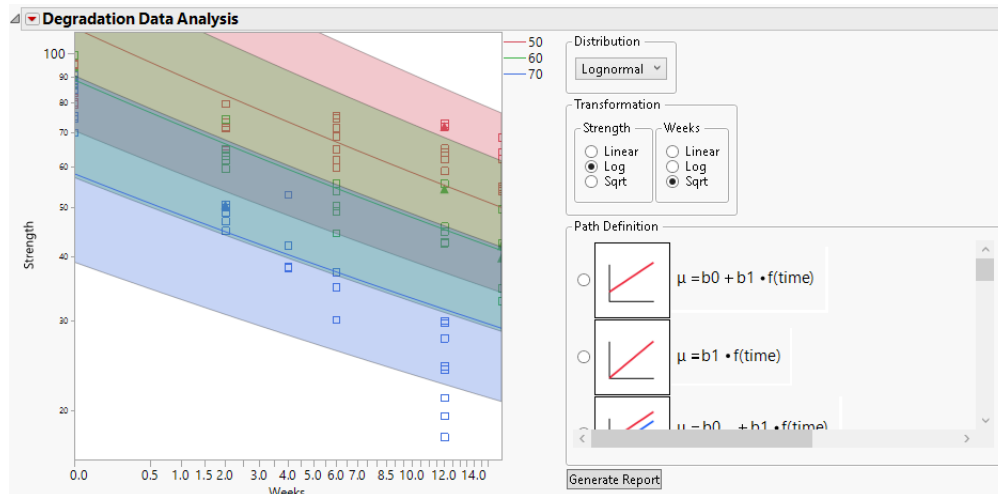 Degradation Data Analysis
100
90
80
70
60
50
40
30
20
Strength
0.0 0.5 1.0 1.5 2.0 3.0 4.0 5.0 6.0 7.0 8.5 10.0 12.0 14.0
Weeks
50
60
70
Distribution
Lognormal
Transformation
Strength Weeks
Linear Linear
Log Log
Sqrt Sqrt
Path Definition
μ = b0 + b1 • f(time)
μ = b1 • f(time)
μ = b0 + b1 • f(time)
Generate Report